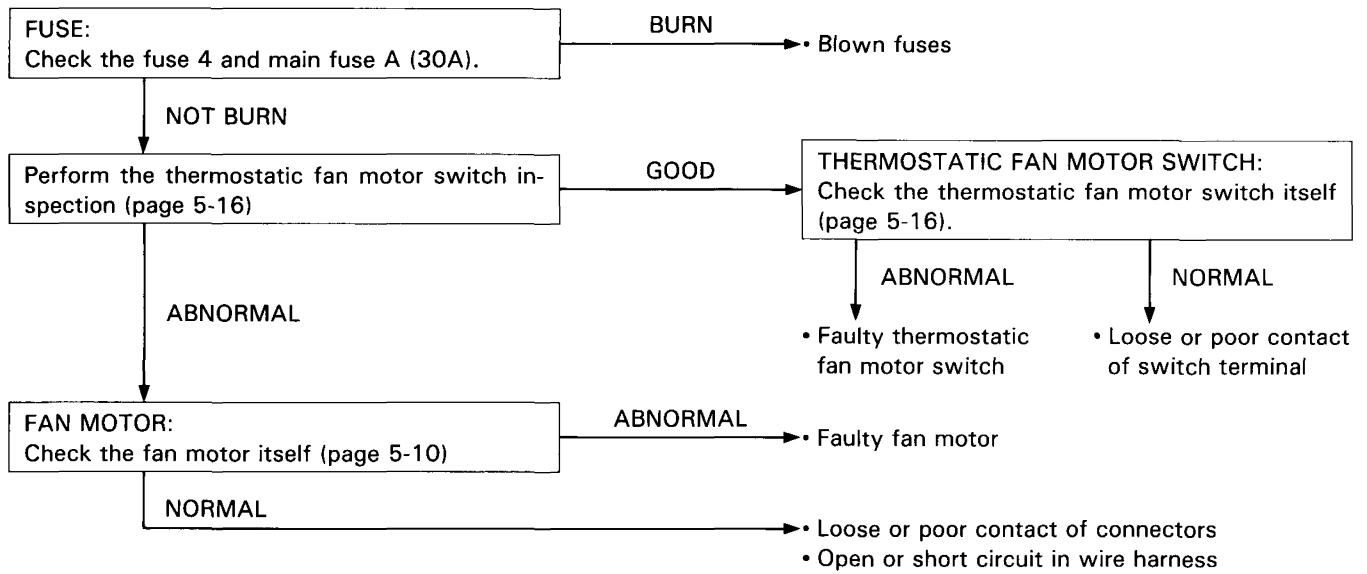 FUSE:
Check the fuse 4 and main fuse A (30A).
BURN
• Blown fuses
NOT BURN
Perform the thermostatic fan motor switch in-
spection (page 5-16)
GOOD
THERMOSTATIC FAN MOTOR SWITCH:
Check the thermostatic fan motor switch itself
(page 5-16).
ABNORMAL
• Faulty thermostatic
fan motor switch
NORMAL
• Loose or poor contact
of switch terminal
ABNORMAL
FAN MOTOR:
Check the fan motor itself (page 5-10)
ABNORMAL
• Faulty fan motor
NORMAL
• Loose or poor contact of connectors
• Open or short circuit in wire harness